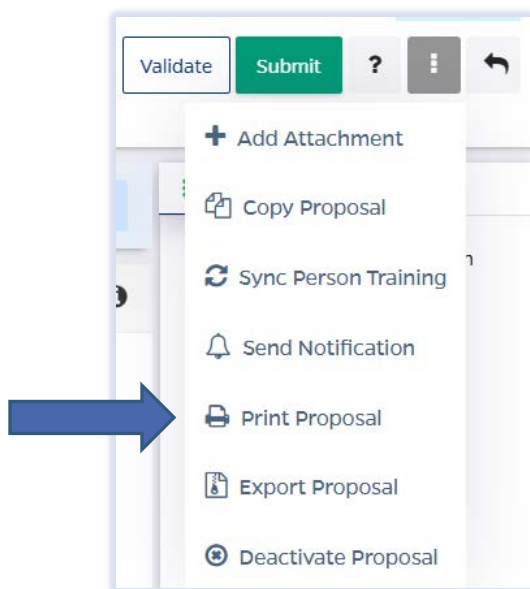 Validate Submit ?
Add Attachment
Copy Proposal
n
Sync Person Training
Send Notification
Print Proposal
Export Proposal
Deactivate Proposal